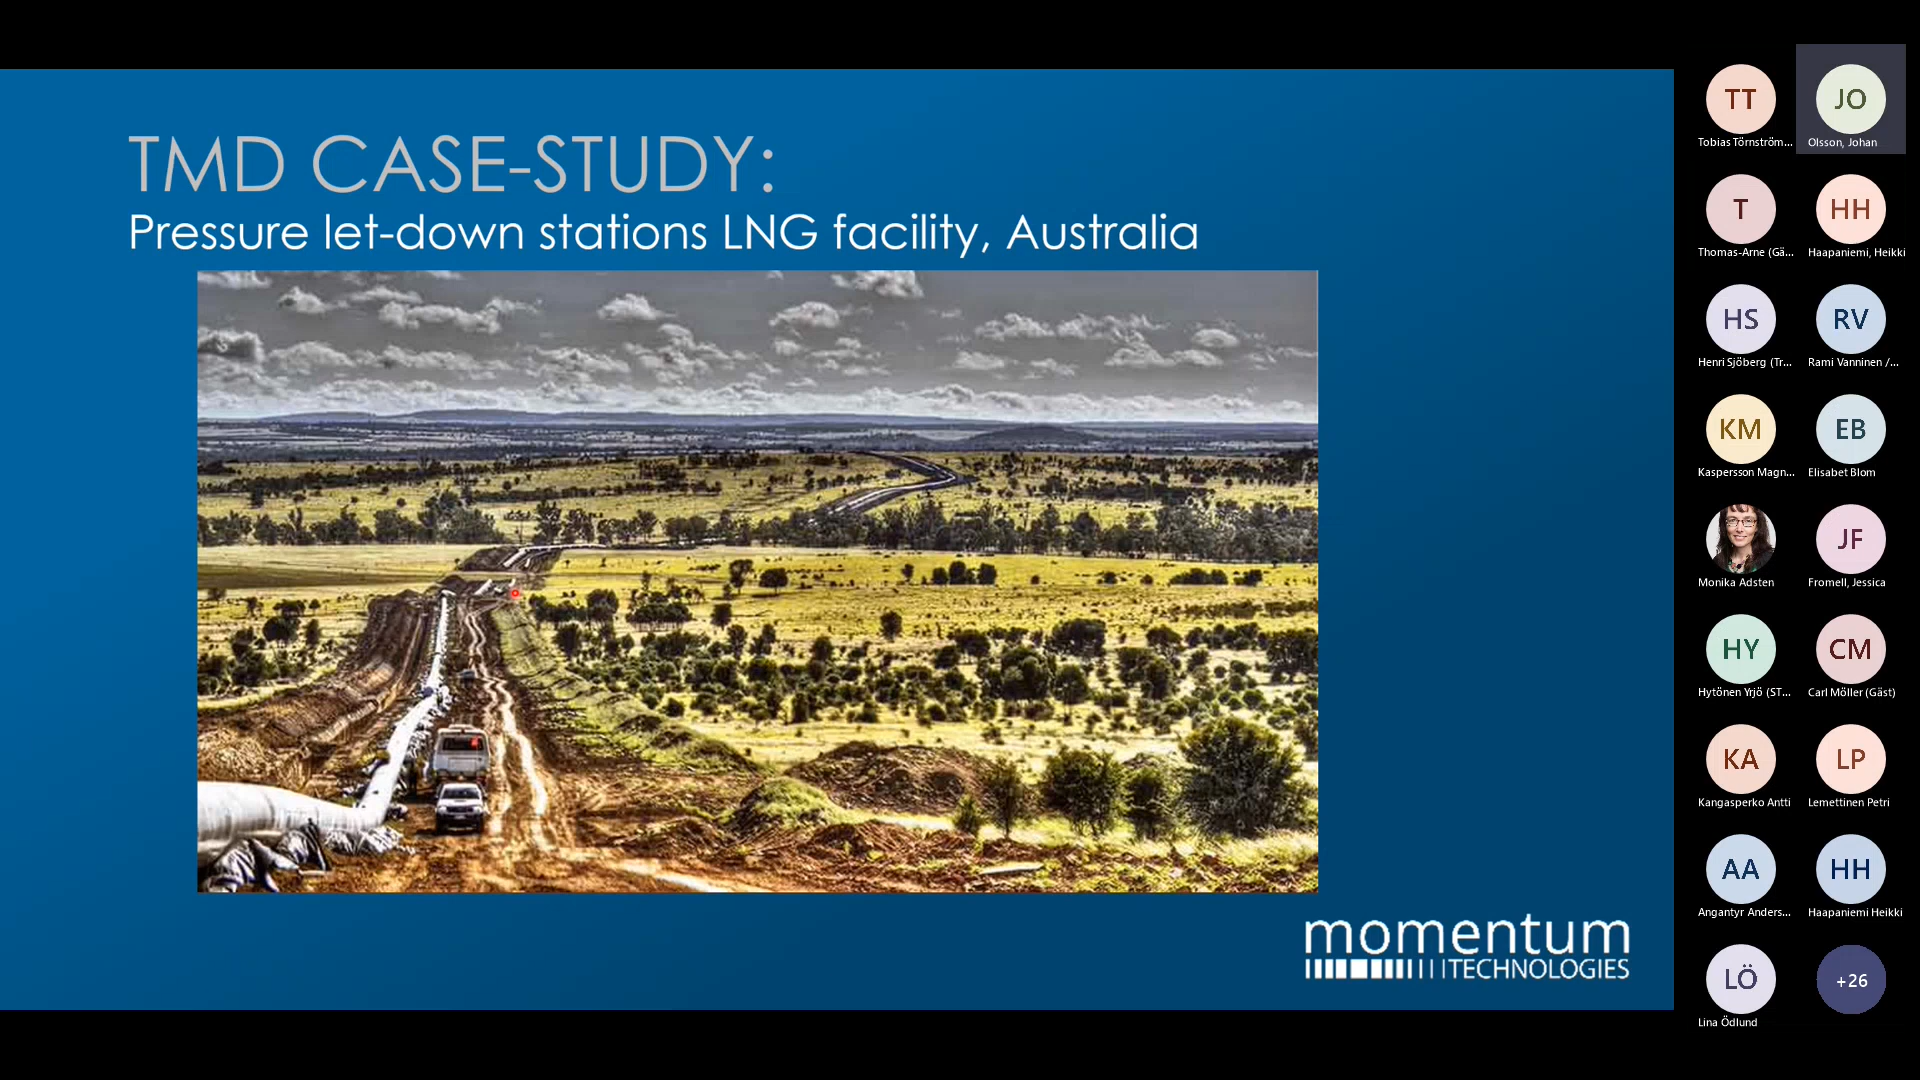 TMD CASE-STUDY:
Pressure let-down stations LNG facility, Australia
momentum
TECHNOLOGIES
TT
Tobias Törnström...
JO
Olsson, Johan
T
Thomas-Arne (Gä...
HH
Haapaniemi, Heikki
HS
Henri Sjöberg (Tr...
RV
Rami Vanninen /...
KM
Kaspersson Magn...
EB
Elisabet Blom
Monika Adsten
JF
Fromell, Jessica
HY
Hytönen Yrjö (ST...
CM
Carl Möller (Gäst)
KA
Kangasperko Antti
LP
Lemettinen Petri
AA
Angantyr Anders...
HH
Haapaniemi Heikki
LÖ
Lina Ödlund
+26